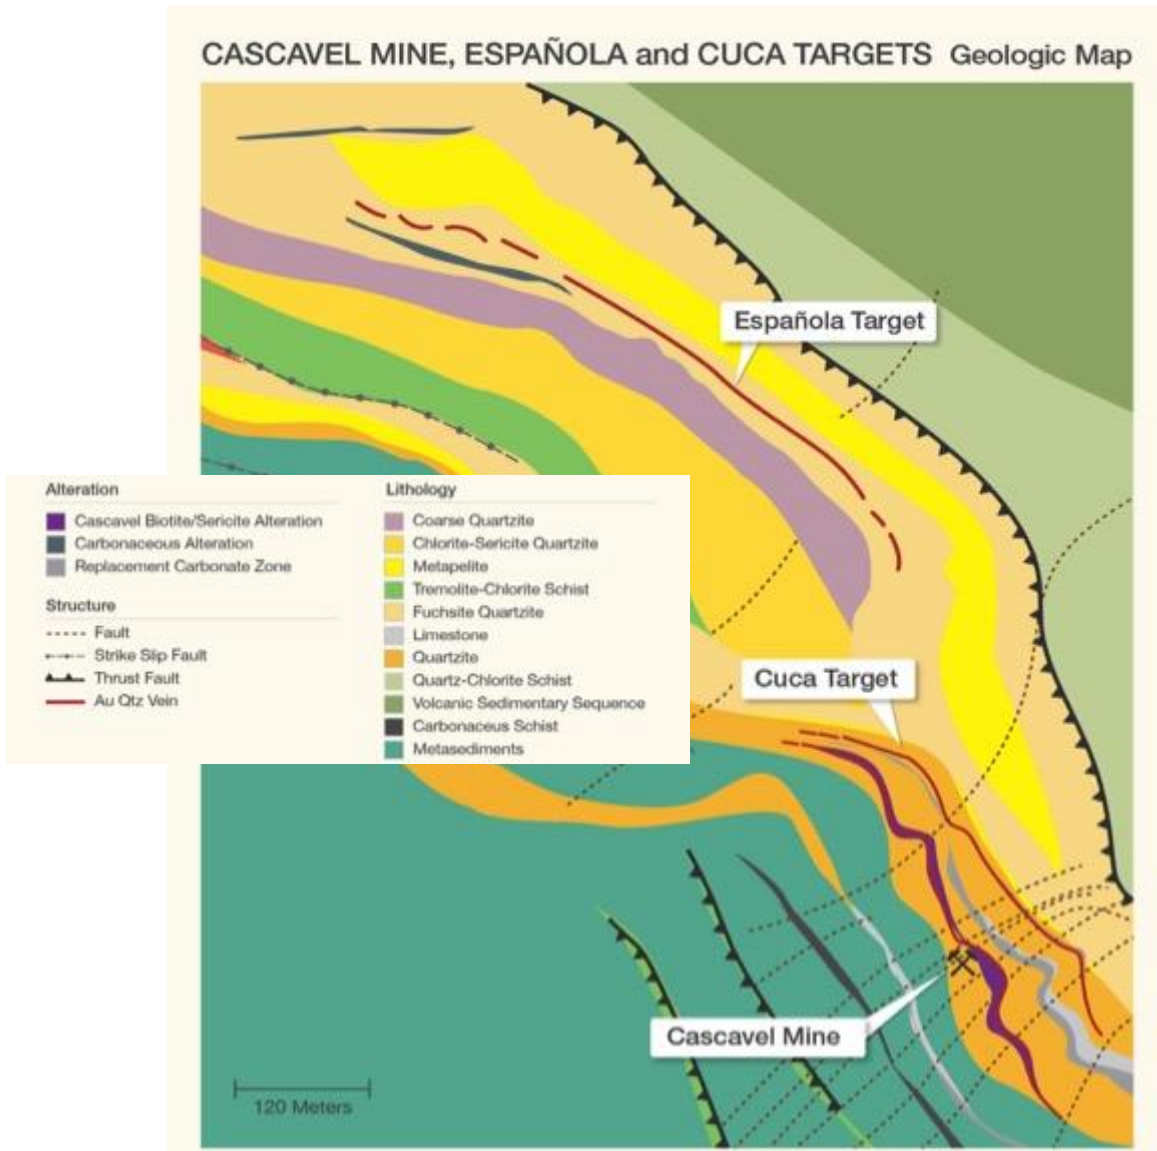 CASCAVEL MINE, ESPAÑOLA and CUCA TARGETS Geologic Map
Española Target
Alteration
Cascavel Biotite/Sericite Alteration
Carbonaceous Alteration
Replacement Carbonate Zone
Structure
Fault
Strike Slip Fault
Thrust Fault
Au Qtz Vein
Lithology
Coarse Quartzite
Chlorite-Sericite Quartzite
Metapelite
Tremolite-Chlorite Schist
Fuchsite Quartzite
Limestone
Quartzite
Quartz-Chlorite Schist
Volcanic Sedimentary Sequence
Carbonaceus Schist
Metasediments
Cuca Target
Cascavel Mine
120 Meters